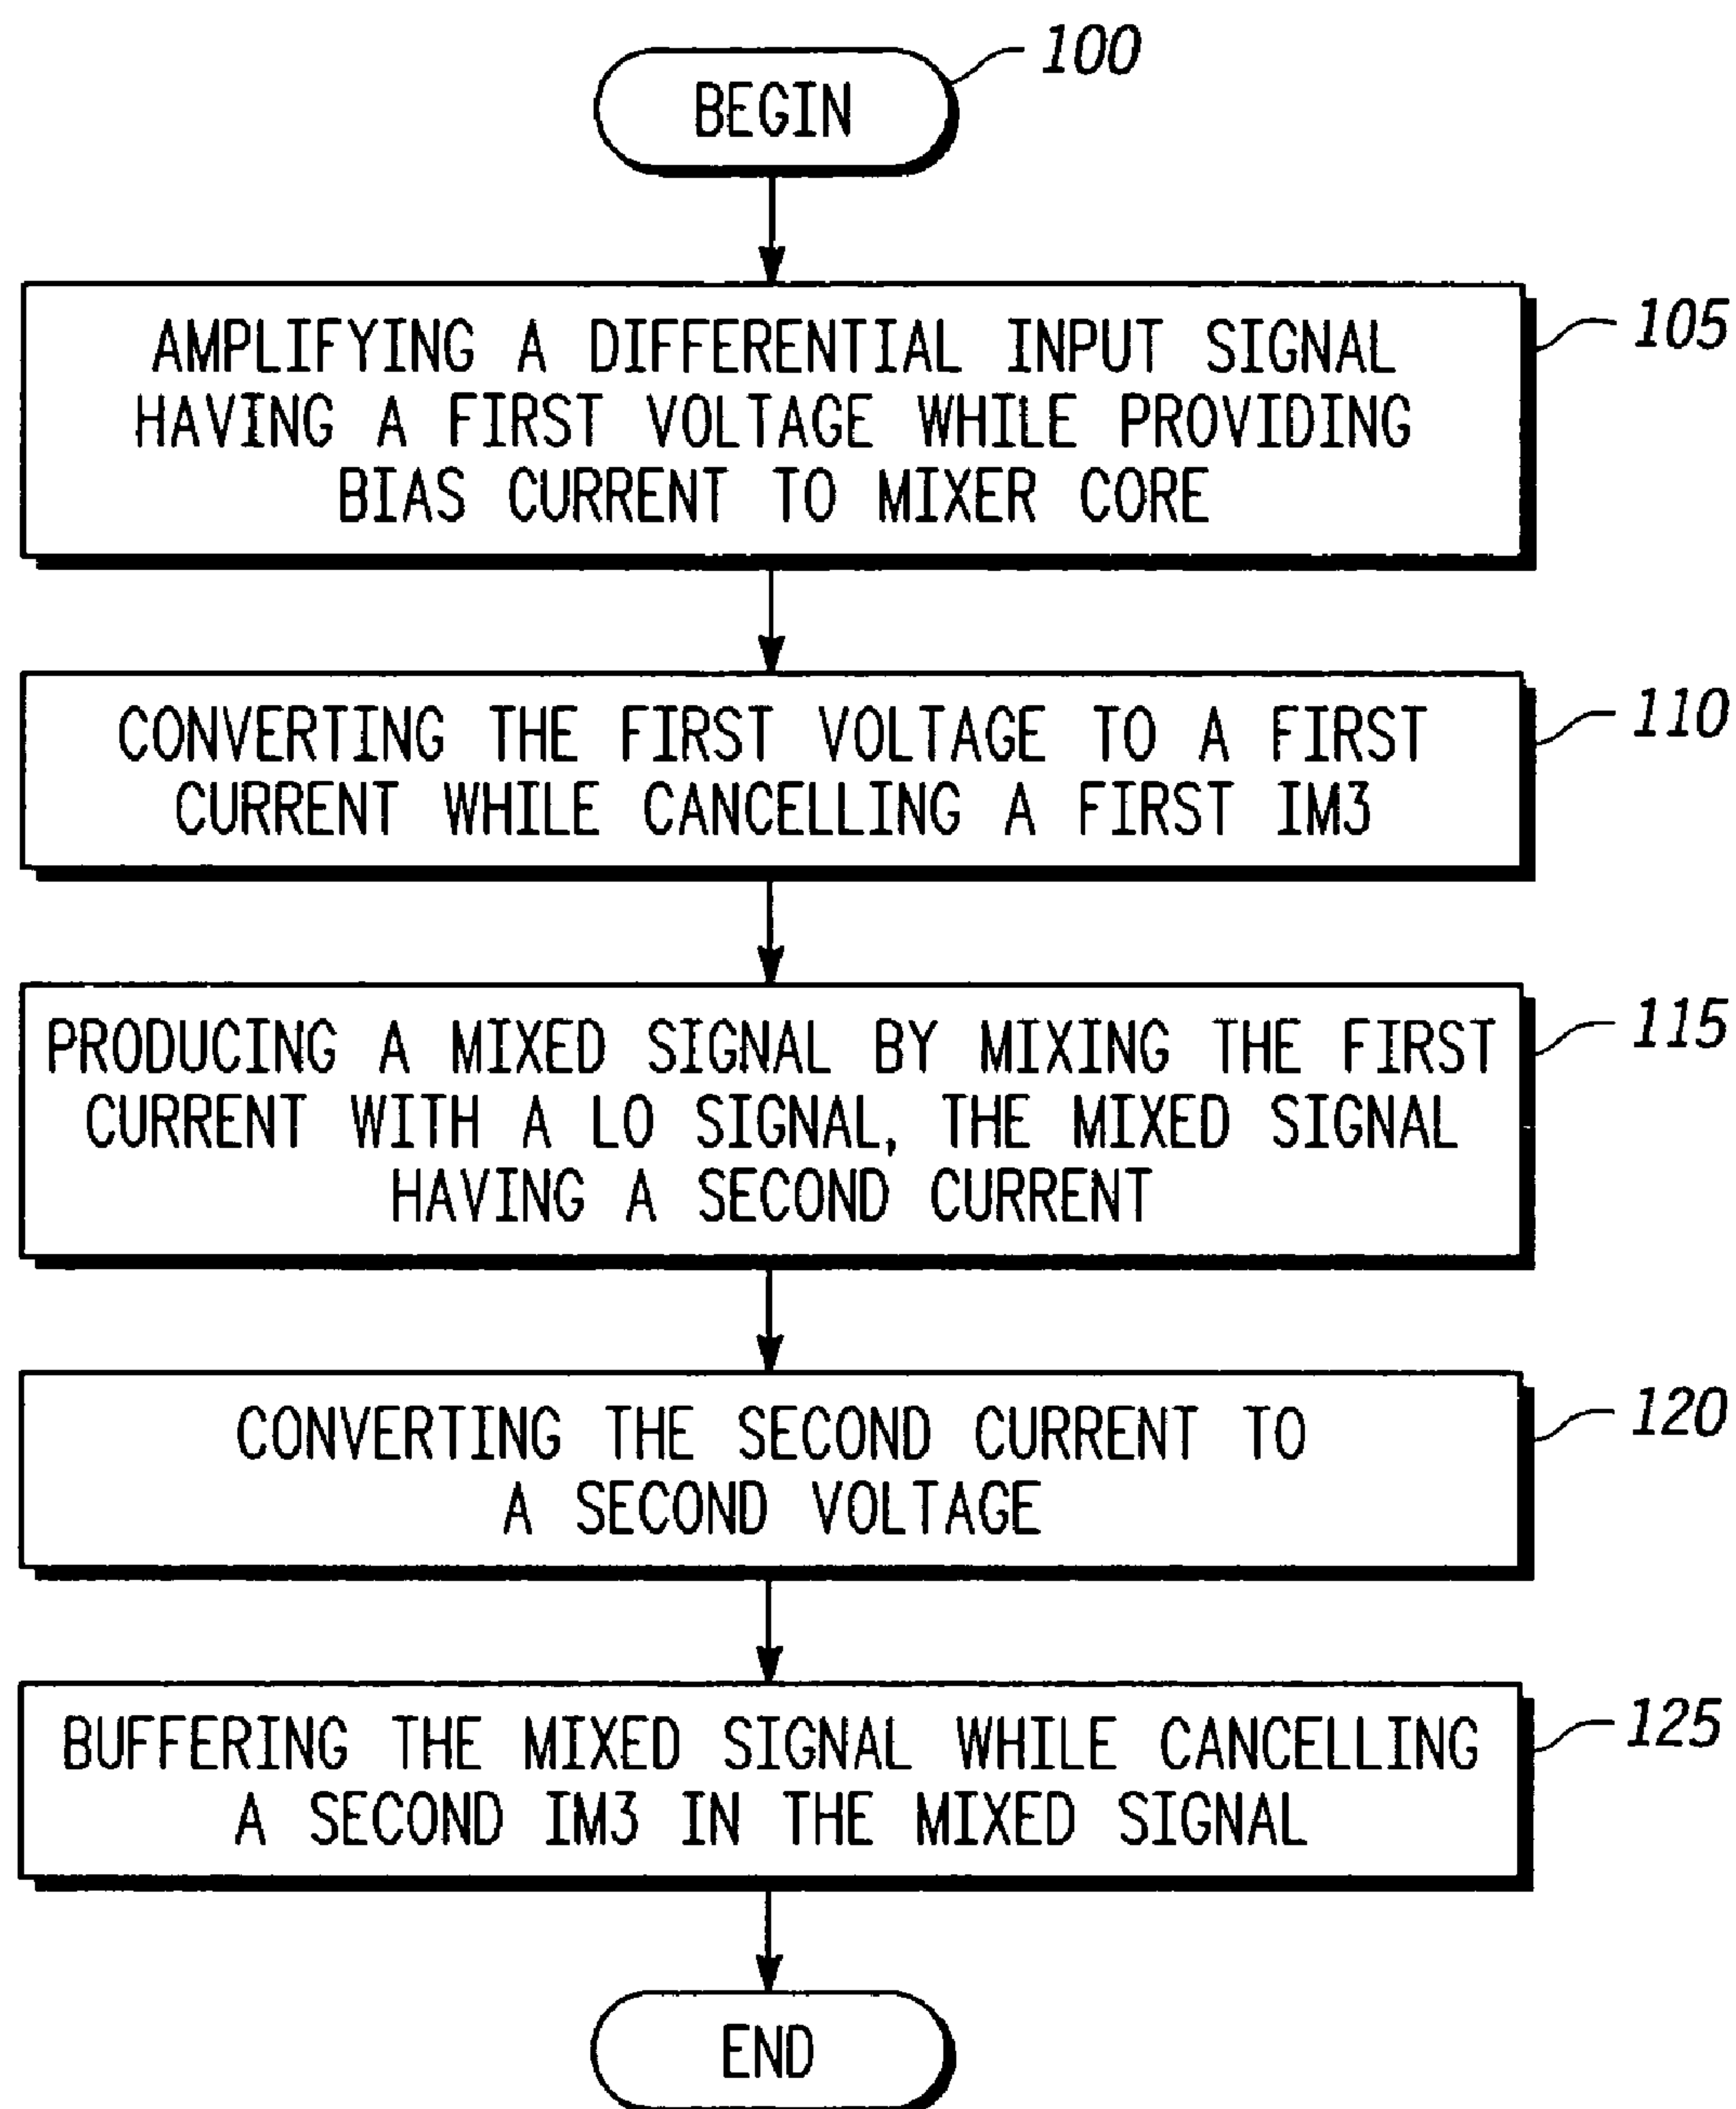 BEGIN
100
AMPLIFYING A DIFFERENTIAL INPUT SIGNAL
HAVING A FIRST VOLTAGE WHILE PROVIDING
BIAS CURRENT TO MIXER CORE
105
CONVERTING THE FIRST VOLTAGE TO A FIRST
CURRENT WHILE CANCELLING A FIRST IM3
110
PRODUCING A MIXED SIGNAL BY MIXING THE FIRST
CURRENT WITH A LO SIGNAL, THE MIXED SIGNAL
HAVING A SECOND CURRENT
115
CONVERTING THE SECOND CURRENT TO
A SECOND VOLTAGE
120
BUFFERING THE MIXED SIGNAL WHILE CANCELLING
A SECOND IM3 IN THE MIXED SIGNAL
125
END